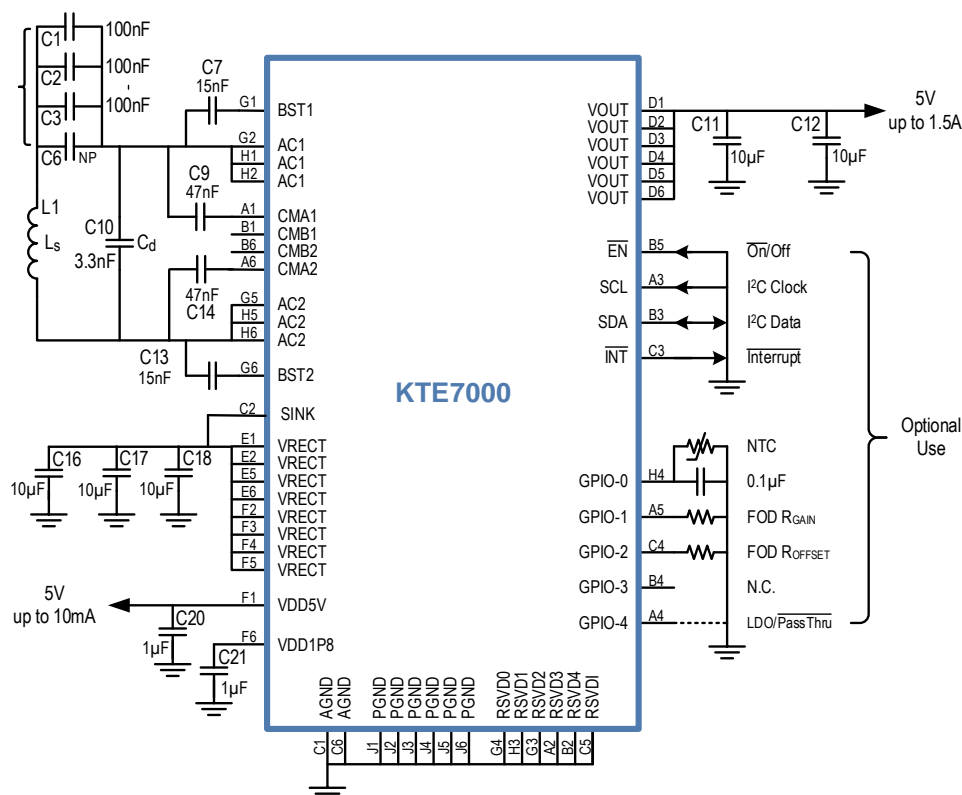 C1
100nF
C2
100nF
C3
100nF
C6
NP
C7
15nF
G1
BST1
G2
AC1
H1
AC1
H2
AC1
C9
47nF
A1
CMA1
B1
CMB1
B6
CMB2
A6
CMA2
47nF
C14
L1
Ls
C10
3.3nF
Cd
G5
AC2
H5
AC2
H6
AC2
C13
15nF
G6
BST2
C2
SINK
E1
VRECT
E2
VRECT
E5
VRECT
E6
VRECT
F2
VRECT
F3
VRECT
F4
VRECT
F5
VRECT
C16
10µF
C17
10µF
C18
10µF
5V
up to 10mA
F1
VDD5V
C20
1µF
F6
VDD1P8
C21
1µF
KTE7000
VOUT
D1
VOUT
D2
VOUT
D3
VOUT
D4
VOUT
D5
VOUT
D6
C11
10µF
C12
10µF
5V
up to 1.5A
EN
B5
On/Off
SCL
A3
I²C Clock
SDA
B3
I²C Data
INT
C3
Interrupt
Optional
Use
NTC
GPIO-0
H4
0.1µF
GPIO-1
A5
FOD RGAIN
GPIO-2
C4
FOD ROFFSET
GPIO-3
B4
N.C.
GPIO-4
A4
LDO/PassThru
AGND
AGND
PGND
PGND
PGND
PGND
PGND
PGND
RSVD0
RSVD1
RSVD2
RSVD3
RSVD4
RSVDI
C1
C6
J1
J2
J3
J4
J5
J6
G4
H3
G3
A2
B2
C5